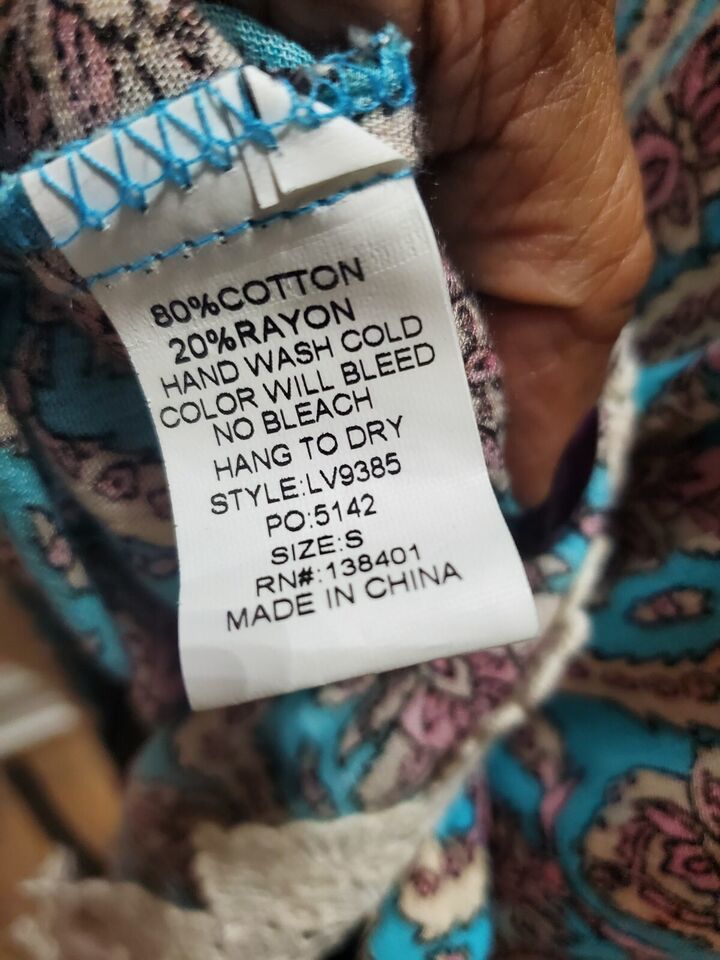 80%COTTON
20%RAYON
HAND WASH COLD
COLOR WILL BLEED
NO BLEACH
HANG TO DRY
STYLE:LV9385
PO:5142
SIZE:S
RN#:138401
MADE IN CHINA